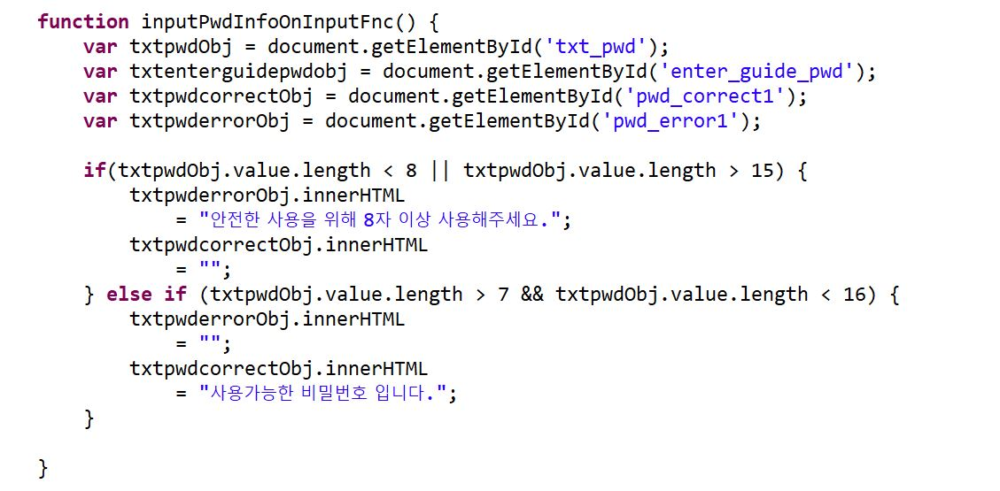 function inputPwdInfoOnInputFnc() {
    var txtpwdObj = document.getElementById('txt_pwd');
    var txtenterguidepwdobj = document.getElementById('enter_guide_pwd');
    var txtpwdcorrectObj = document.getElementById('pwd_correct1');
    var txtpwderrorObj = document.getElementById('pwd_error1');

    if(txtpwdObj.value.length < 8 || txtpwdObj.value.length > 15) {
        txtpwderrorObj.innerHTML
            = "안전한 사용을 위해 8자 이상 사용해주세요.";
        txtpwdcorrectObj.innerHTML
            = "";
    } else if (txtpwdObj.value.length > 7 && txtpwdObj.value.length < 16) {
        txtpwderrorObj.innerHTML
            = "";
        txtpwdcorrectObj.innerHTML
            = "사용가능한 비밀번호 입니다.";
    }

}